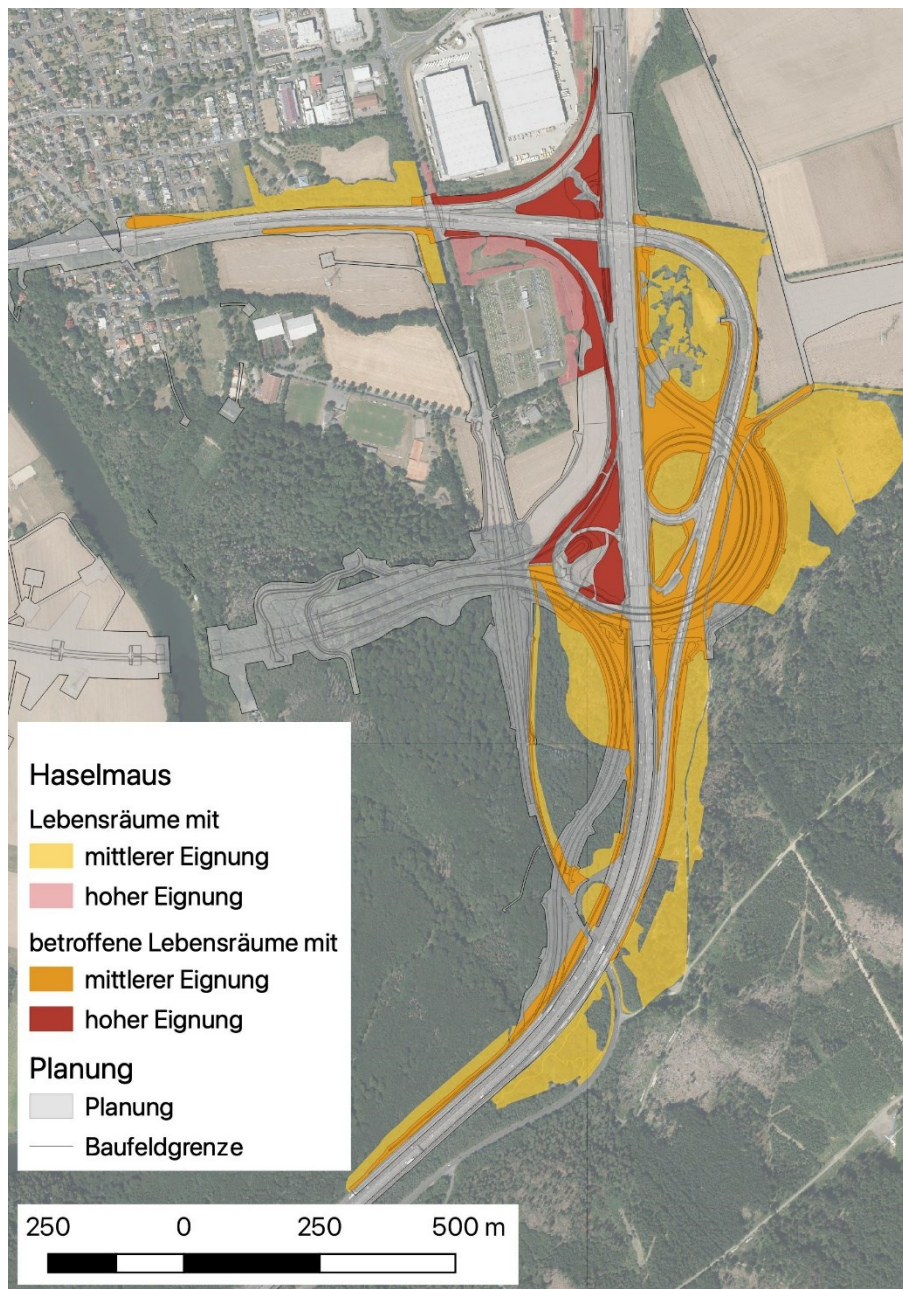 Haselmaus
Lebensräume mit
mittlerer Eignung
hoher Eignung
betroffene Lebensräume mit
mittlerer Eignung
hoher Eignung
Planung
Planung
Baufeldgrenze
250 0 250 500 m